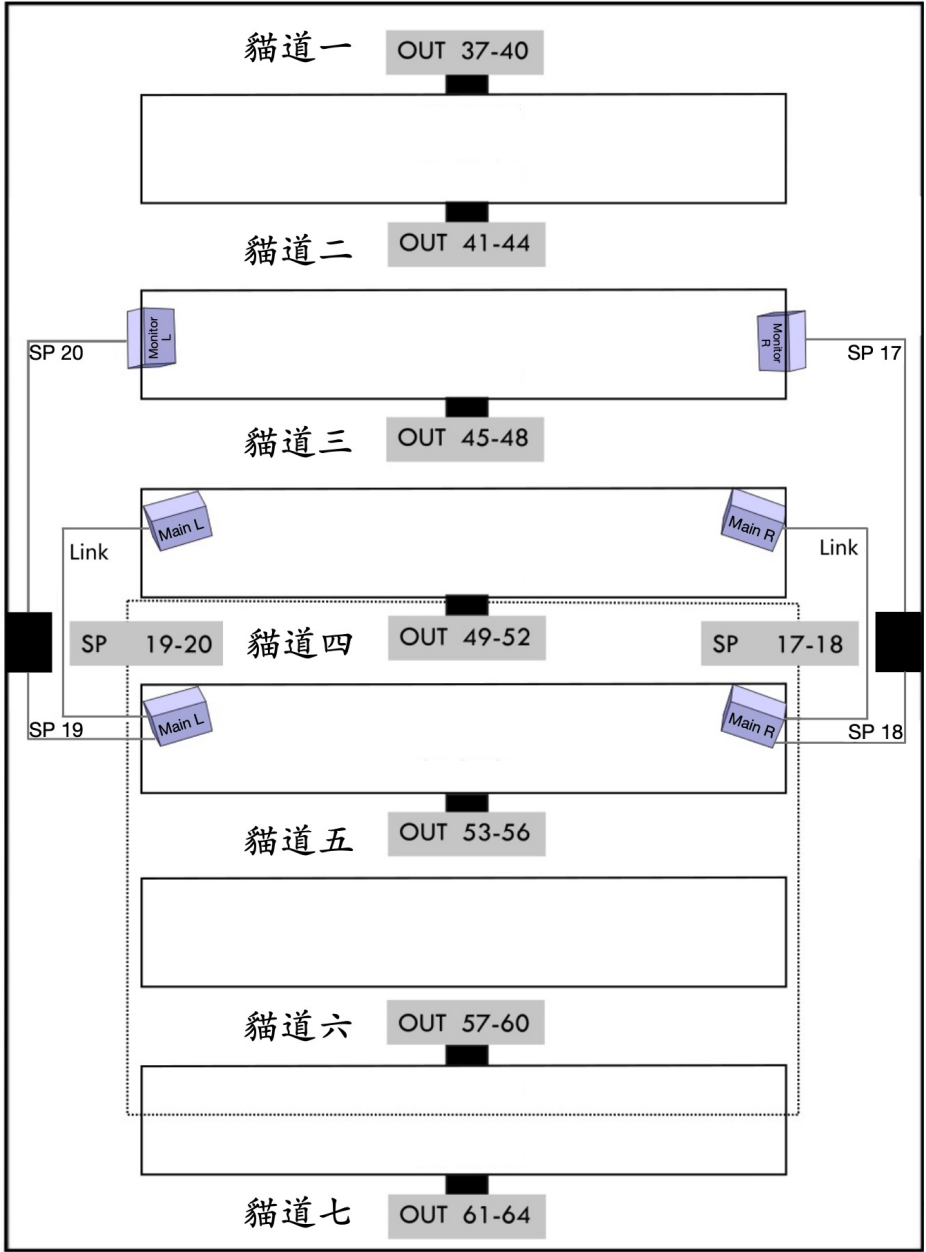 貓道一 OUT 37-40
貓道二 OUT 41-44
Monitor L
Monitor R
SP 20
SP 17
貓道三 OUT 45-48
Main L
Main R
Link
Link
SP 19-20
貓道四 OUT 49-52
SP 17-18
Main L
Main R
SP 19
SP 18
貓道五 OUT 53-56
貓道六 OUT 57-60
貓道七 OUT 61-64